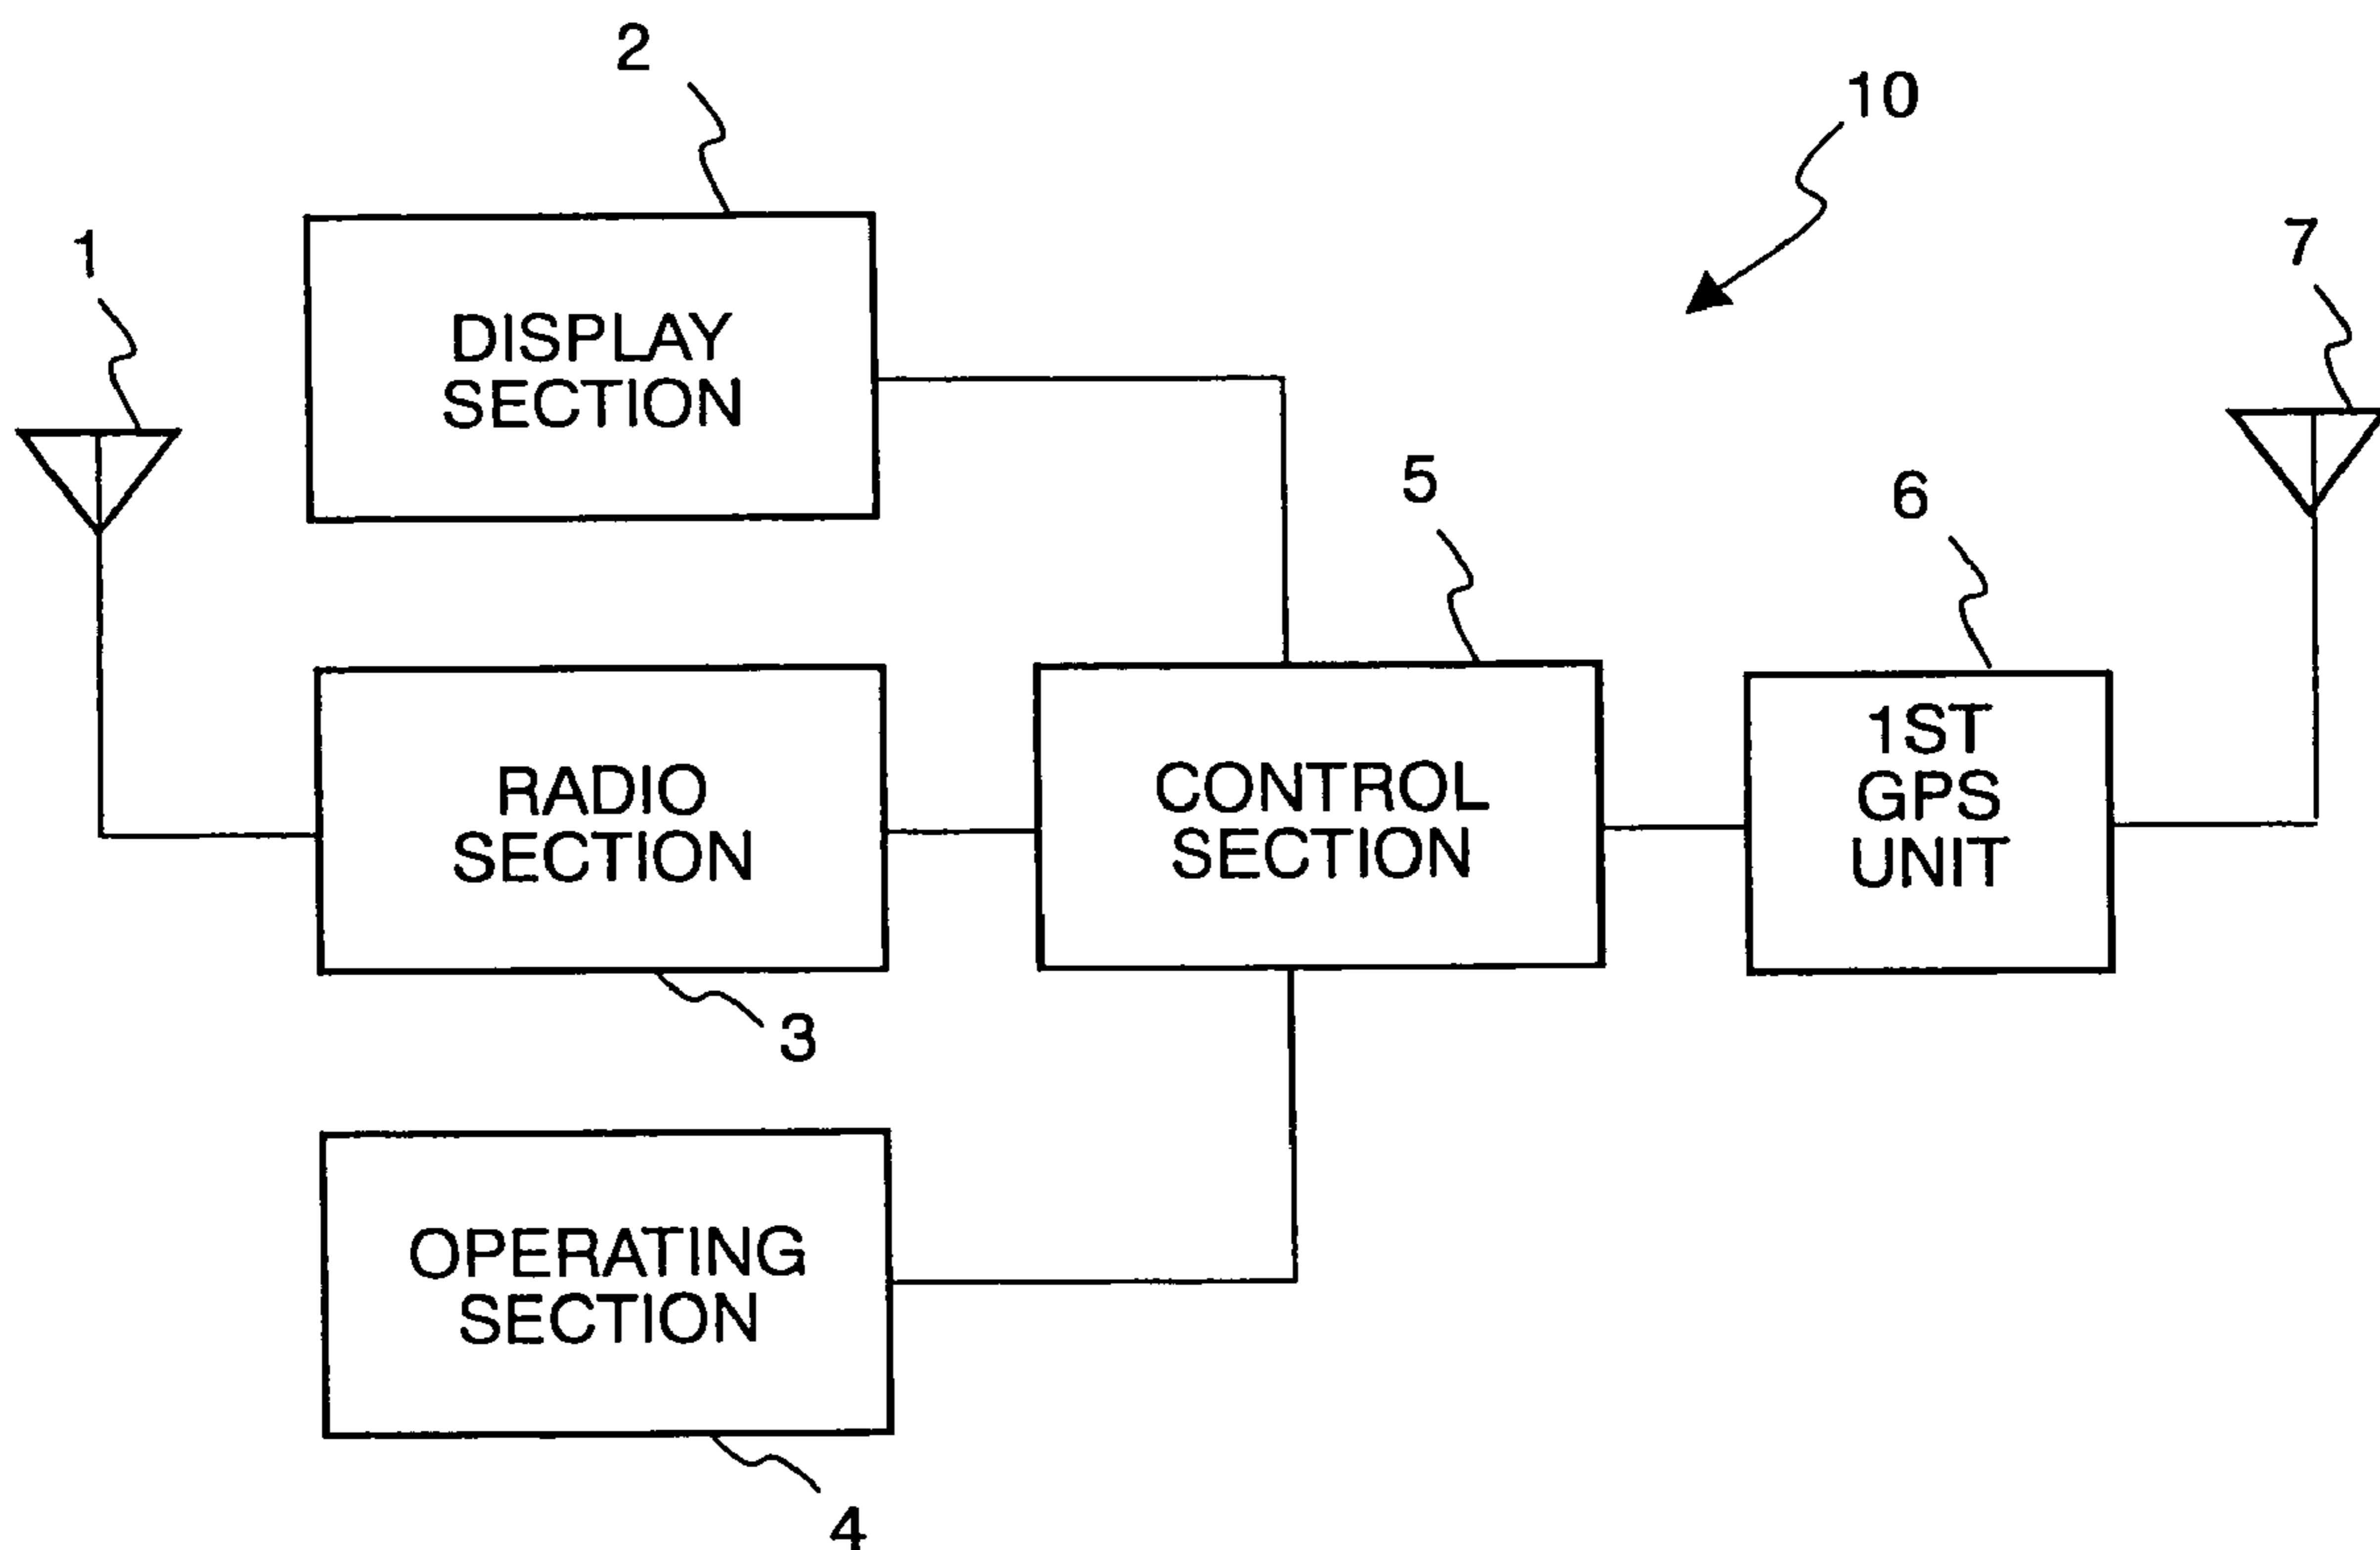 2
10
1
7
DISPLAY
SECTION
5
6
RADIO
SECTION
CONTROL
SECTION
1ST
GPS
UNIT
3
OPERATING
SECTION
4